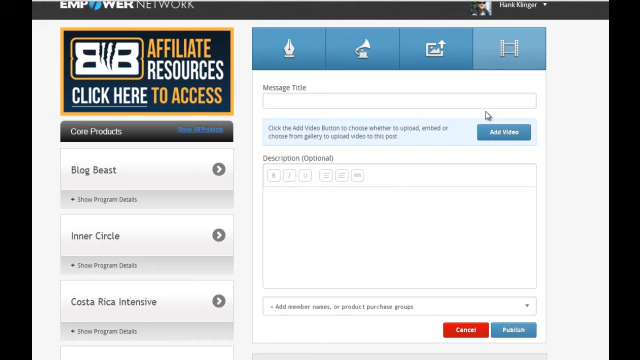 EMPOWER NETWORK
Hank Klinger
AFFILIATE
RESOURCES
CLICK HERE TO ACCESS
Core Products
Show All Products
Blog Beast
+ Show Program Details
Inner Circle
+ Show Program Details
Costa Rica Intensive
+ Show Program Details
Message Title
Click the Add Video Button to choose whether to upload, embed or
choose from gallery to upload video to this post
Add Video
Description (Optional)
B I U
+ Add member names, or product purchase groups
Cancel
Publish